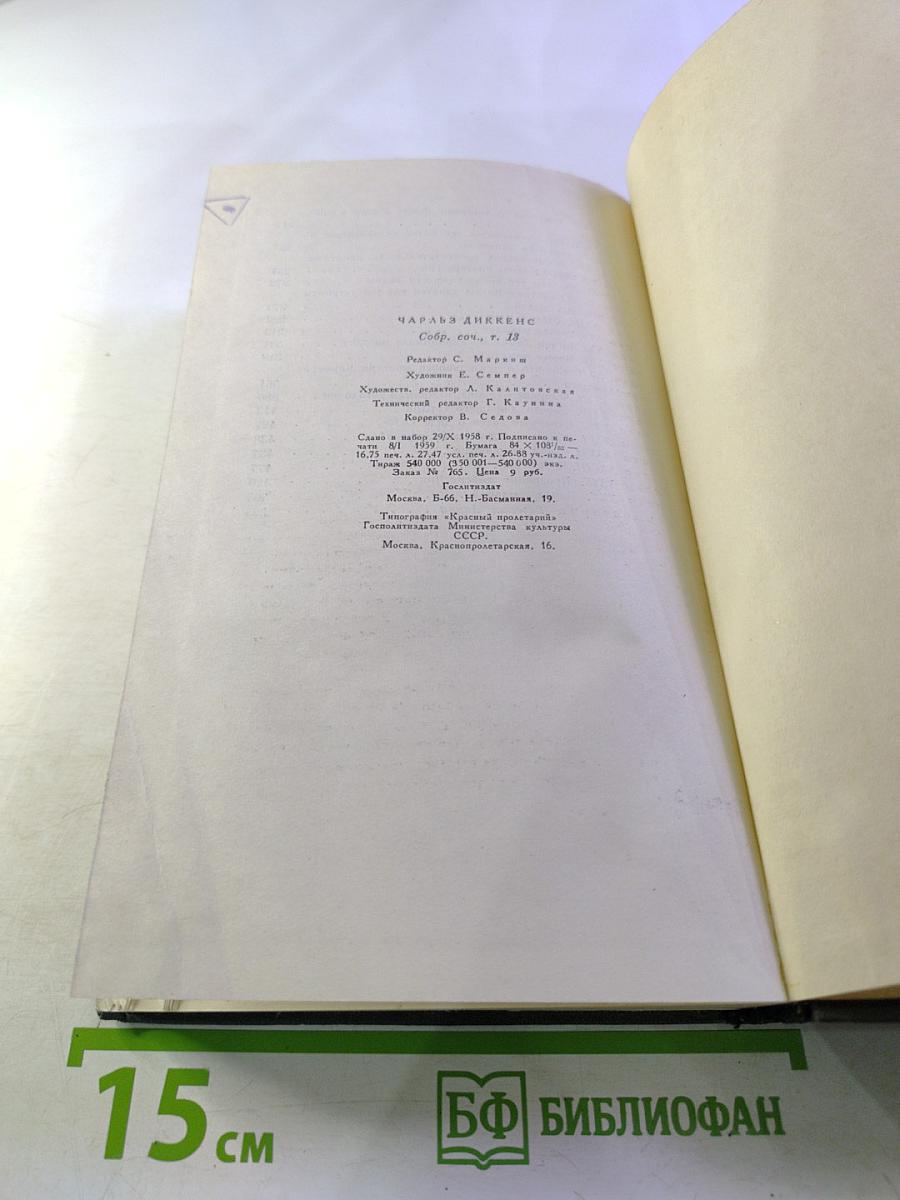 ЧАРЛЬЗ ДИККЕНС
Собр. соч., т. 13
Редактор С. Маркиш
Художник Е. Семпер
Художеств. редактор Л. Калитовская
Технический редактор Г. Каунина
Корректор В. Седова
Сдано в набор 29/X 1958 г. Подписано к пе-
чати 8/I 1959 г. Бумага 84 × 108¹/₃₂—
16,75 печ. л. 27,47 усл. печ. л. 26-88 уч.-изд. л.
Тираж 540 000 (350 001—540 000) экз.
Заказ № 765. Цена 9 руб.
Гослитиздат
Москва, Б-66, Н.-Басманная, 19.
Типография «Красный пролетарий»
Госполитиздата Министерства культуры
СССР.
Москва, Краснопролетарская, 16.
15 см
БФ БИБЛИОФАН